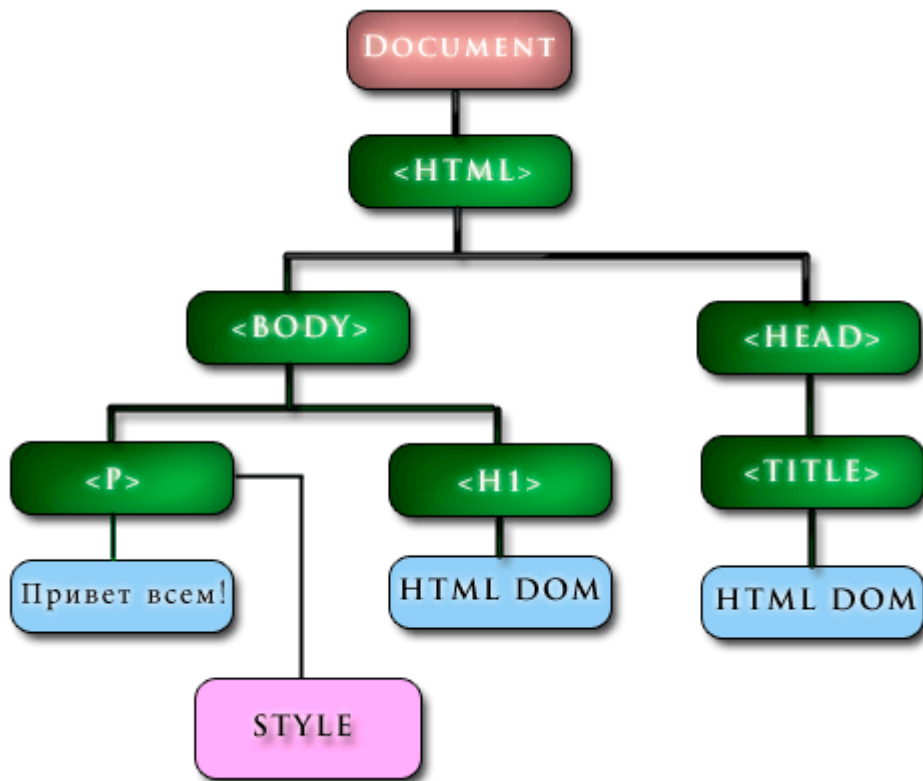 DOCUMENT
<HTML>
<BODY>
<HEAD>
<P>
<H1>
<TITLE>
Привет всем!
HTML DOM
HTML DOM
STYLE